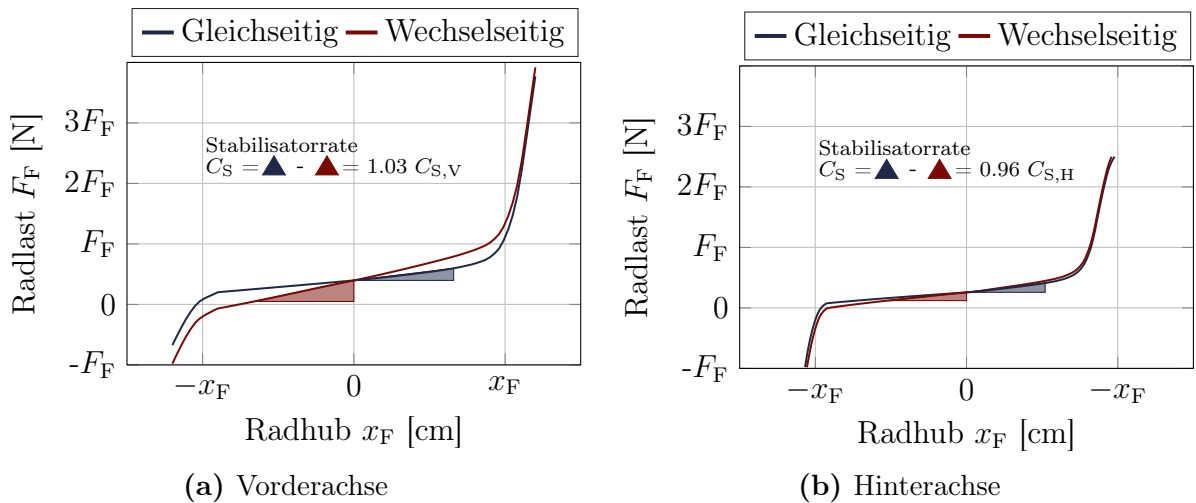 Gleichseitig Wechselseitig
3F_F
2F_F
F_F
0
-F_F
Radlast F_F [N]
Stabilisatorrate
C_S = ▲ - ▲ = 1.03 C_S,V
−x_F 0 x_F
Radhub x_F [cm]
(a) Vorderachse
Gleichseitig Wechselseitig
3F_F
2F_F
F_F
0
-F_F
Radlast F_F [N]
Stabilisatorrate
C_S = ▲ - ▲ = 0.96 C_S,H
−x_F 0 −x_F
Radhub x_F [cm]
(b) Hinterachse